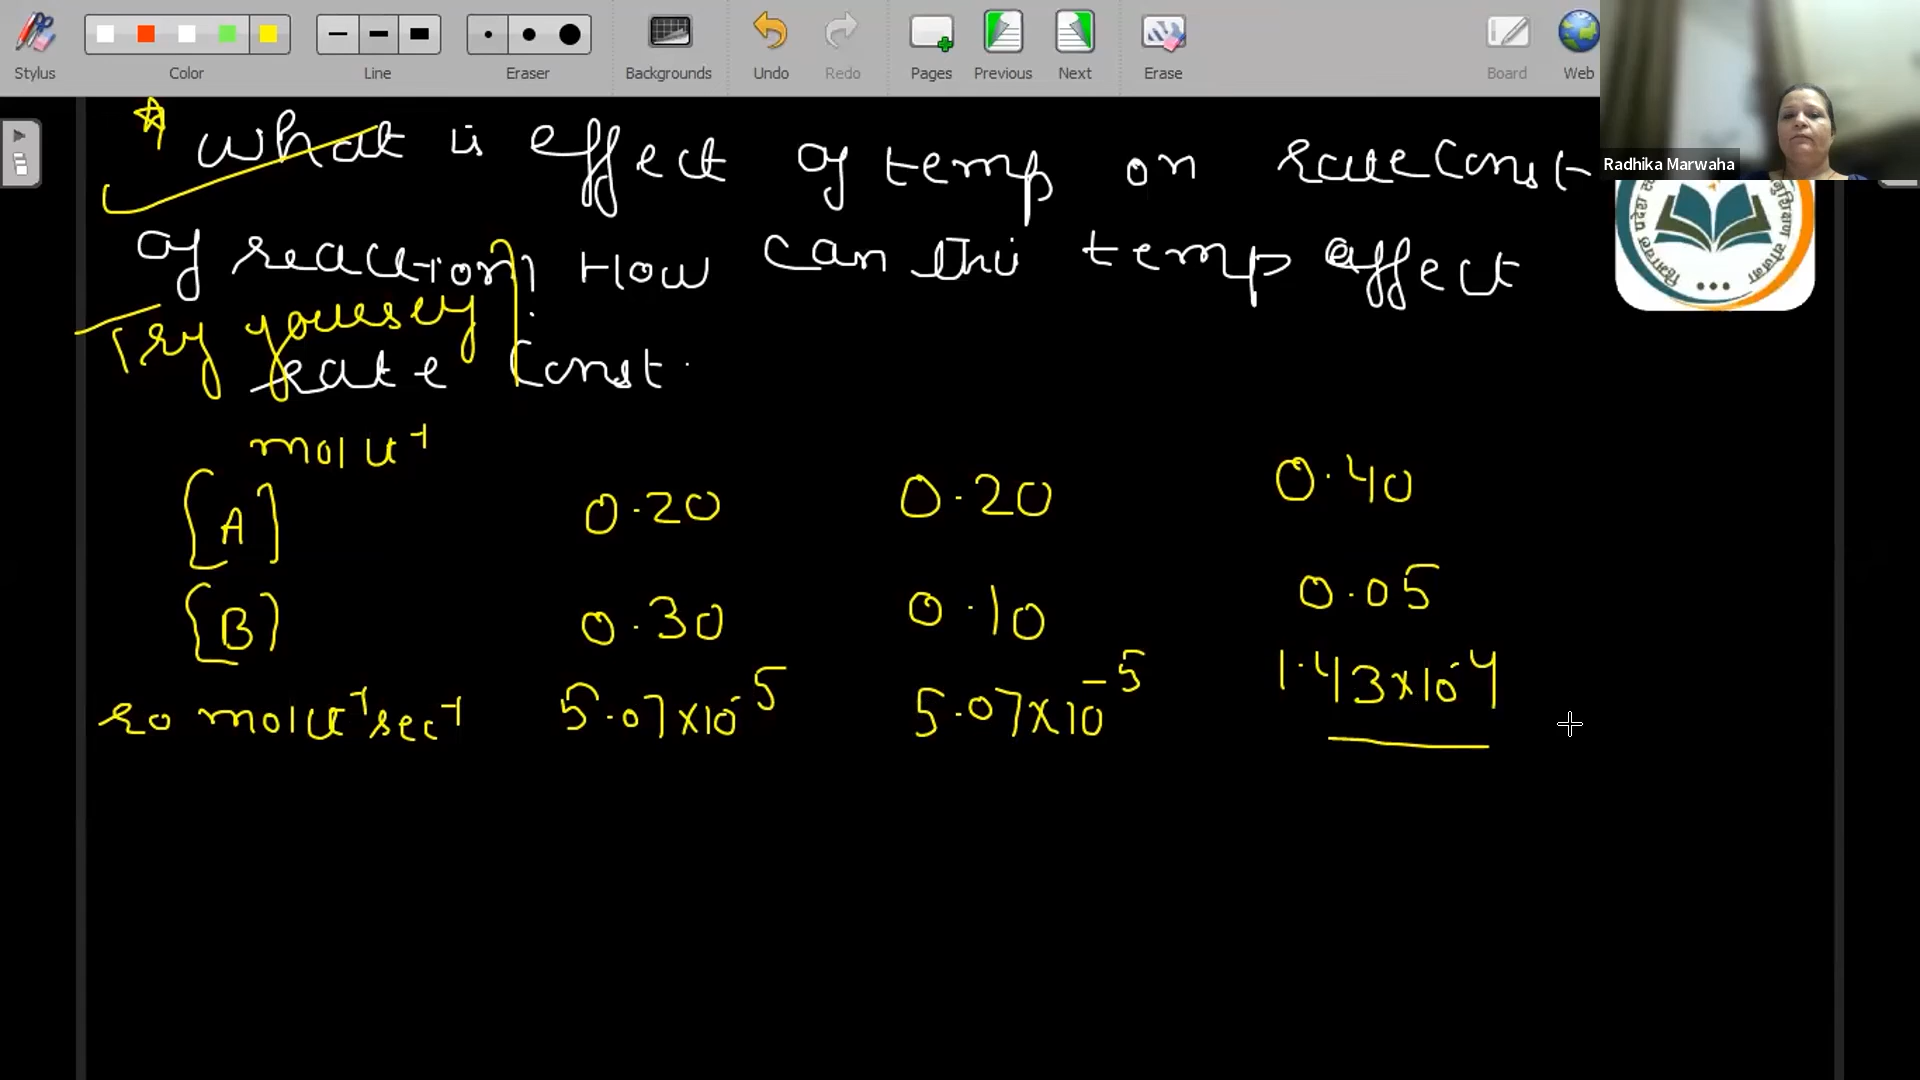 Stylus Color Line Eraser Backgrounds Undo Redo Pages Previous Next Erase Board Web
Radhika Marwaha
What is effect of temp on rate Const
of reaction? How can this temp affect
Try yourself
rate Const.
mol lit⁻¹
[A] 0.20 0.20 0.40
[B] 0.30 0.10 0.05
r0 mol lit⁻¹ sec⁻¹ 5.07×10⁻⁵ 5.07×10⁻⁵ 1.43×10⁻⁴